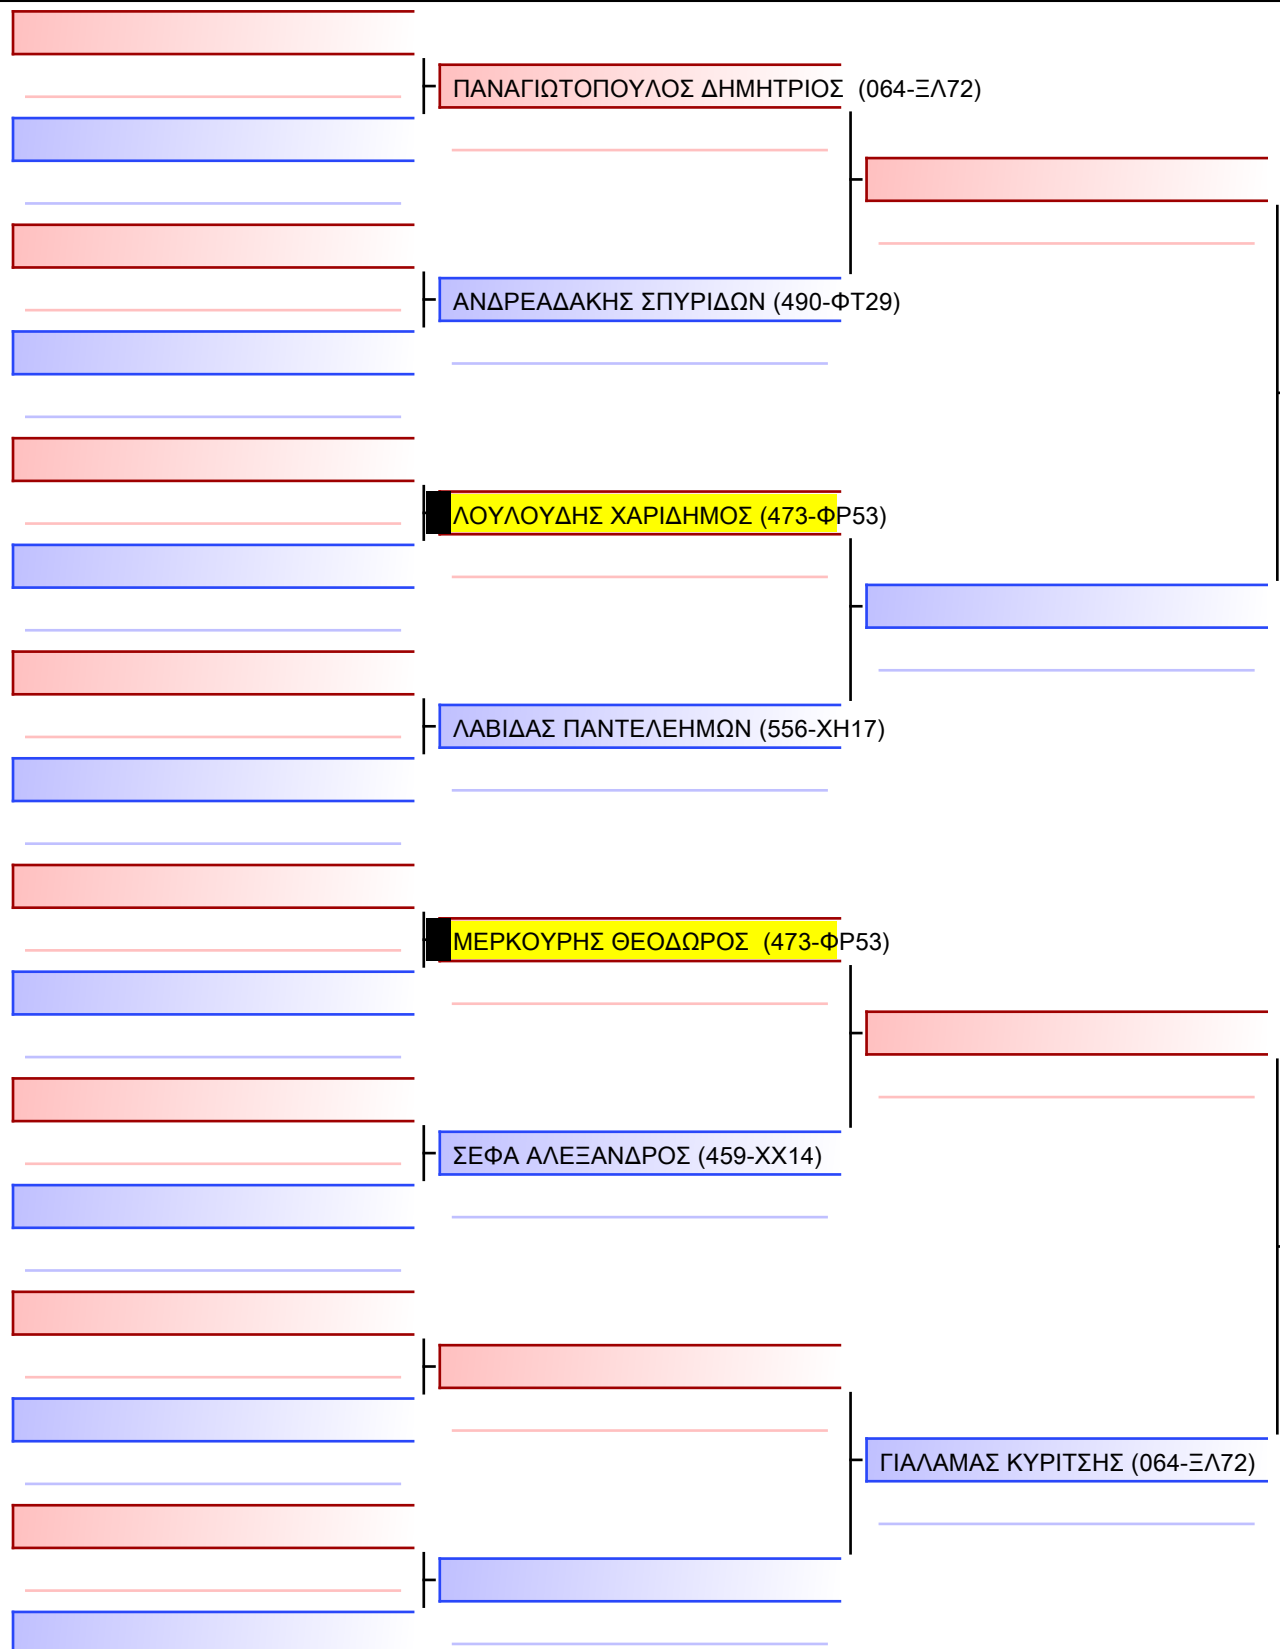 ΠΑΝΑΓΙΩΤΟΠΟΥΛΟΣ ΔΗΜΗΤΡΙΟΣ (064-ΞΛ72)
ΑΝΔΡΕΑΔΑΚΗΣ ΣΠΥΡΙΔΩΝ (490-ΦΤ29)
ΛΟΥΛΟΥΔΗΣ ΧΑΡΙΔΗΜΟΣ (473-ΦΡ53)
ΛΑΒΙΔΑΣ ΠΑΝΤΕΛΕΗΜΩΝ (556-ΧΗ17)
ΜΕΡΚΟΥΡΗΣ ΘΕΟΔΩΡΟΣ (473-ΦΡ53)
ΣΕΦΑ ΑΛΕΞΑΝΔΡΟΣ (459-ΧΧ14)
ΓΙΑΛΑΜΑΣ ΚΥΡΙΤΣΗΣ (064-ΞΛ72)